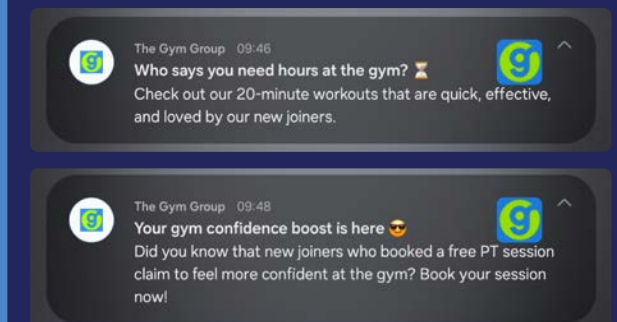 The Gym Group 09:46
Who says you need hours at the gym? ⏳
Check out our 20-minute workouts that are quick, effective,
and loved by our new joiners.
The Gym Group 09:48
Your gym confidence boost is here 😎
Did you know that new joiners who booked a free PT session
claim to feel more confident at the gym? Book your session
now!